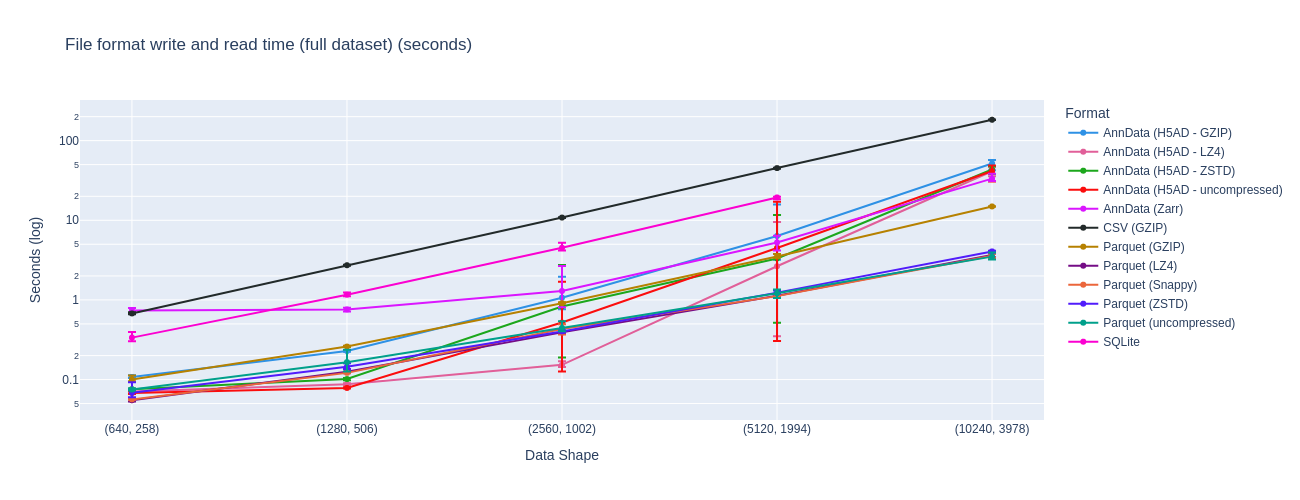 File format write and read time (full dataset) (seconds)
2
100
5
2
10
5
2
1
5
2
0.1
5
Seconds (log)
(640, 258)
(1280, 506)
(2560, 1002)
(5120, 1994)
(10240, 3978)
Data Shape
Format
AnnData (H5AD - GZIP)
AnnData (H5AD - LZ4)
AnnData (H5AD - ZSTD)
AnnData (H5AD - uncompressed)
AnnData (Zarr)
CSV (GZIP)
Parquet (GZIP)
Parquet (LZ4)
Parquet (Snappy)
Parquet (ZSTD)
Parquet (uncompressed)
SQLite